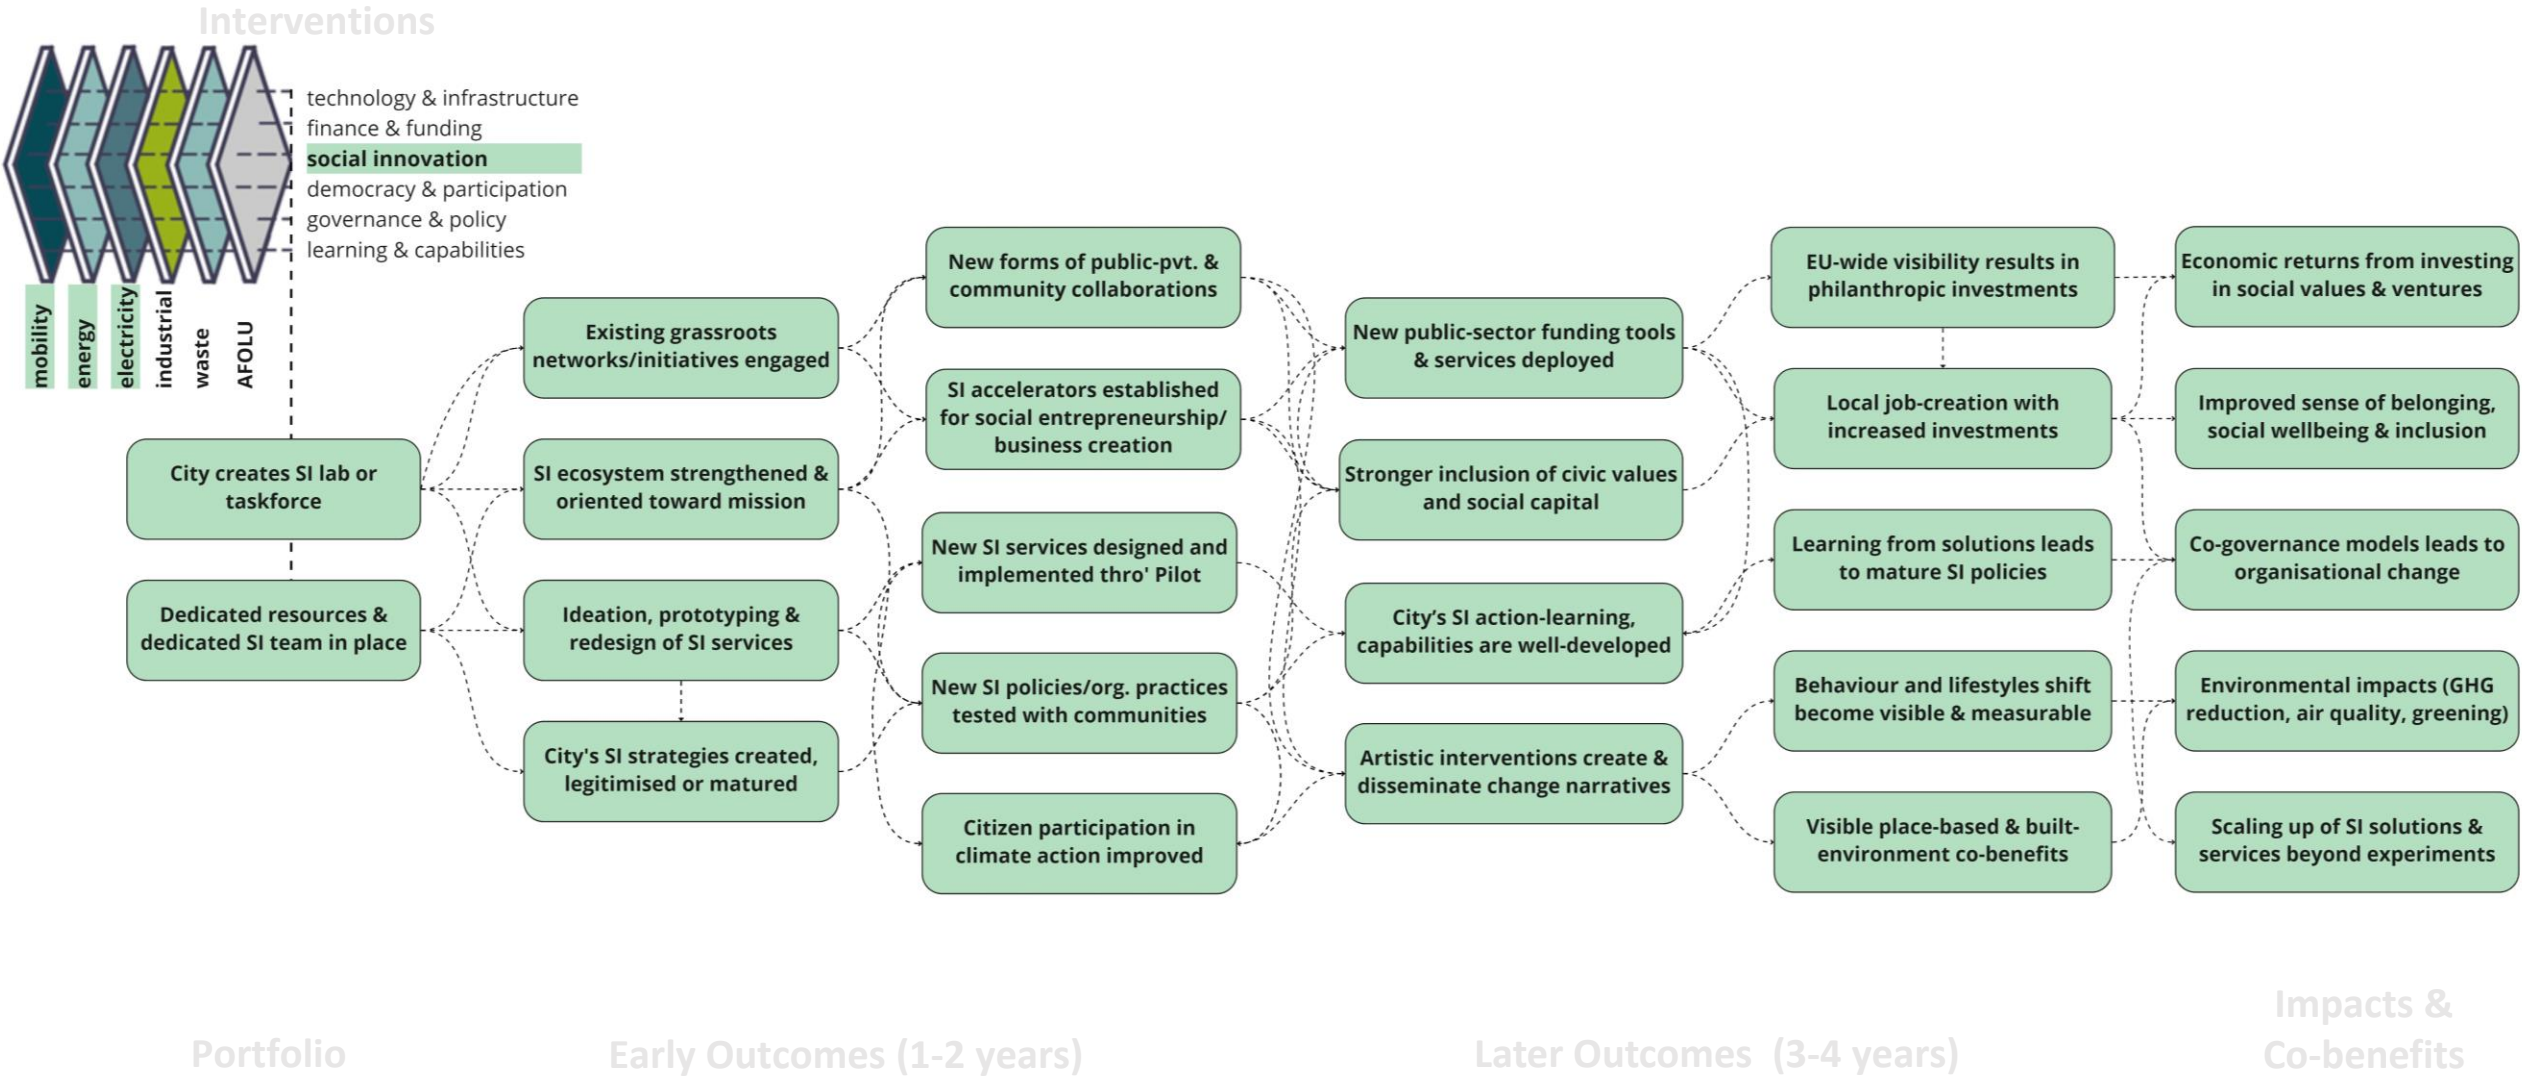 Interventions
technology & infrastructure
finance & funding
social innovation
democracy & participation
governance & policy
learning & capabilities
mobility
energy
electricity
industrial
waste
AFOLU
City creates SI lab or
taskforce
Dedicated resources &
dedicated SI team in place
Existing grassroots
networks/initiatives engaged
SI ecosystem strengthened &
oriented toward mission
Ideation, prototyping &
redesign of SI services
City's SI strategies created,
legitimised or matured
New forms of public-pvt. &
community collaborations
SI accelerators established
for social entrepreneurship/
business creation
New SI services designed and
implemented thro' Pilot
New SI policies/org. practices
tested with communities
Citizen participation in
climate action improved
New public-sector funding tools
& services deployed
Stronger inclusion of civic values
and social capital
City’s SI action-learning,
capabilities are well-developed
Artistic interventions create &
disseminate change narratives
EU-wide visibility results in
philanthropic investments
Local job-creation with
increased investments
Learning from solutions leads
to mature SI policies
Behaviour and lifestyles shift
become visible & measurable
Visible place-based & built-
environment co-benefits
Economic returns from investing
in social values & ventures
Improved sense of belonging,
social wellbeing & inclusion
Co-governance models leads to
organisational change
Environmental impacts (GHG
reduction, air quality, greening)
Scaling up of SI solutions &
services beyond experiments
Portfolio
Early Outcomes (1-2 years)
Later Outcomes (3-4 years)
Impacts &
Co-benefits